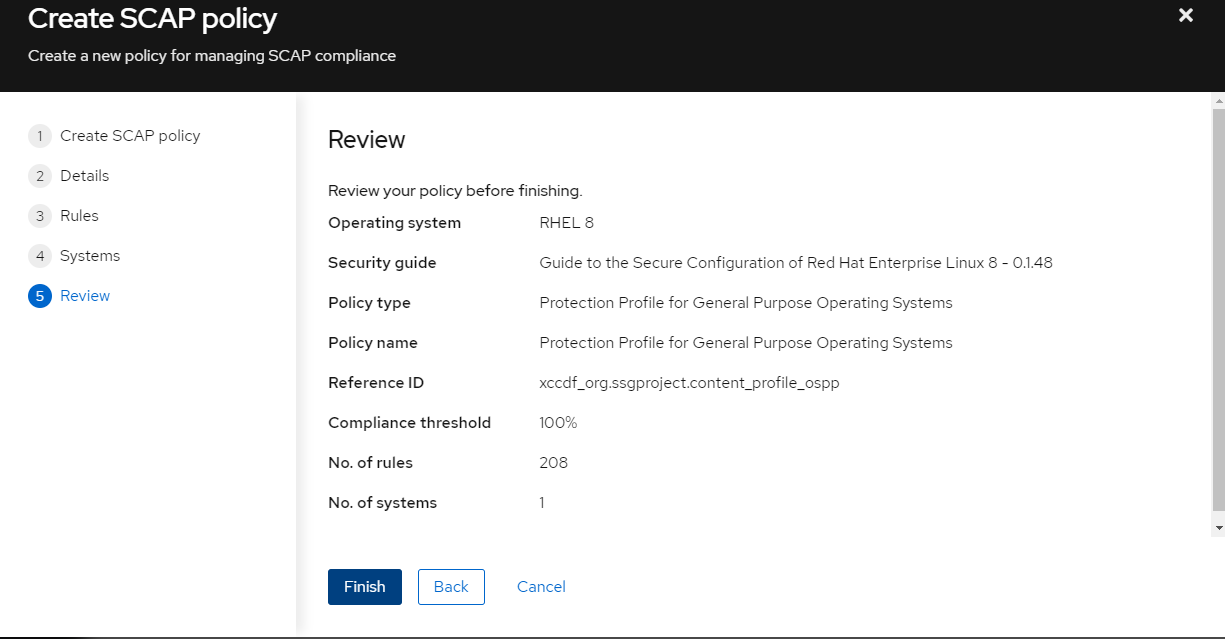 Create SCAP policy
Create a new policy for managing SCAP compliance
1 Create SCAP policy
2 Details
3 Rules
4 Systems
5 Review
Review
Review your policy before finishing.
Operating system RHEL 8
Security guide Guide to the Secure Configuration of Red Hat Enterprise Linux 8 - 0.1.48
Policy type Protection Profile for General Purpose Operating Systems
Policy name Protection Profile for General Purpose Operating Systems
Reference ID xccdf_org.ssgproject.content_profile_ospp
Compliance threshold 100%
No. of rules 208
No. of systems 1
Finish Back Cancel